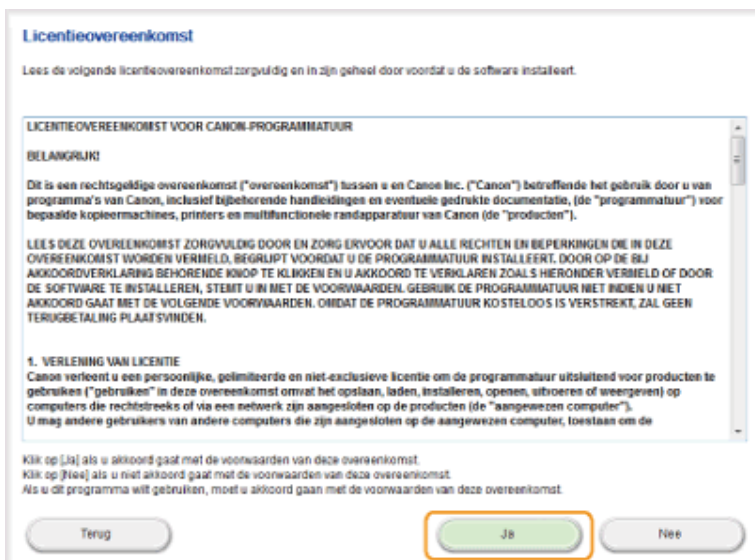 Licentieovereenkomst
Lees de volgende licentieovereenkomst zorgvuldig en in zijn geheel door voordat u de software installeert.
LICENTIEOVEREENKOMST VOOR CANON-PROGRAMMATUUR
BELANGRIJK!
Dit is een rechtsgeldige overeenkomst ("overeenkomst") tussen u en Canon Inc. ("Canon") betreffende het gebruik door u van
programma's van Canon, inclusief bijbehorende handleidingen en eventuele gedrukte documentatie, (de "programmatuur") voor
bepaalde kopieermachines, printers en multifunctionele randapparatuur van Canon (de "producten").
LEES DEZE OVEREENKOMST ZORGVULDIG DOOR EN ZORG ERVOOR DAT U ALLE RECHTEN EN BEPERKINGEN DIE IN DEZE
OVEREENKOMST WORDEN VERMELD, BEGRIJPT VOORDAT U DE PROGRAMMATUUR INSTALLEERT. DOOR OP DE BIJ
AKKOORDVERKLARING BEHORENDE KNOP TE KLIKKEN EN U AKKOORD TE VERKLAREN ZOALS HIERONDER VERMELD OF DOOR
DE SOFTWARE TE INSTALLEREN, STEMT U IN MET DE VOORWAARDEN. GEBRUIK DE PROGRAMMATUUR NIET INDIEN U NIET
AKKOORD GAAT MET DE VOLGENDE VOORWAARDEN. OMDAT DE PROGRAMMATUUR KOSTELOOS IS VERSTREKT, ZAL GEEN
TERUGBETALING PLAATSVINDEN.
1. VERLENING VAN LICENTIE
Canon verleent u een persoonlijke, gelimiteerde en niet-exclusieve licentie om de programmatuur uitsluitend voor producten te
gebruiken ("gebruiken" in deze overeenkomst omvat het opslaan, laden, installeren, openen, uitvoeren of weergeven) op
computers die rechtstreeks of via een netwerk zijn aangesloten op de producten (de "aangewezen computer").
U mag andere gebruikers van andere computers die zijn aangesloten op de aangewezen computer, toestaan om de
Klik op [Ja] als u akkoord gaat met de voorwaarden van deze overeenkomst.
Klik op [Nee] als u niet akkoord gaat met de voorwaarden van deze overeenkomst.
Als u dit programma wilt gebruiken, moet u akkoord gaan met de voorwaarden van deze overeenkomst.
Terug Ja Nee